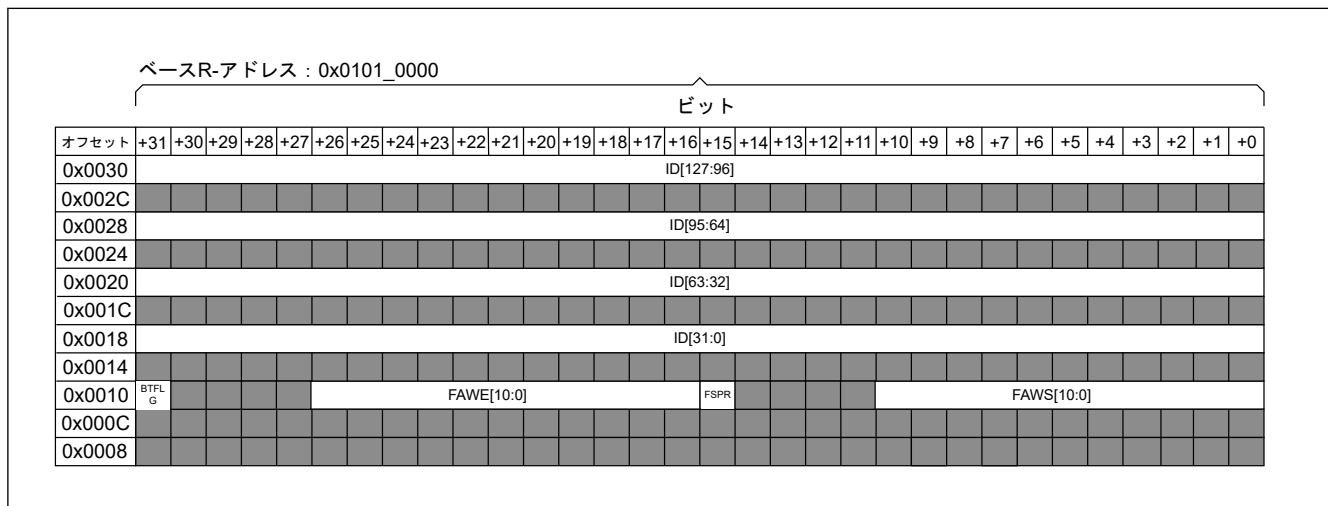 ベースR-アドレス：0x0101_0000
ビット
オフセット +31 +30 +29 +28 +27 +26 +25 +24 +23 +22 +21 +20 +19 +18 +17 +16 +15 +14 +13 +12 +11 +10 +9 +8 +7 +6 +5 +4 +3 +2 +1 +0
0x0030 ID[127:96]
0x002C
0x0028 ID[95:64]
0x0024
0x0020 ID[63:32]
0x001C
0x0018 ID[31:0]
0x0014
0x0010 BTFLG FAWE[10:0] FSPR FAWS[10:0]
0x000C
0x0008